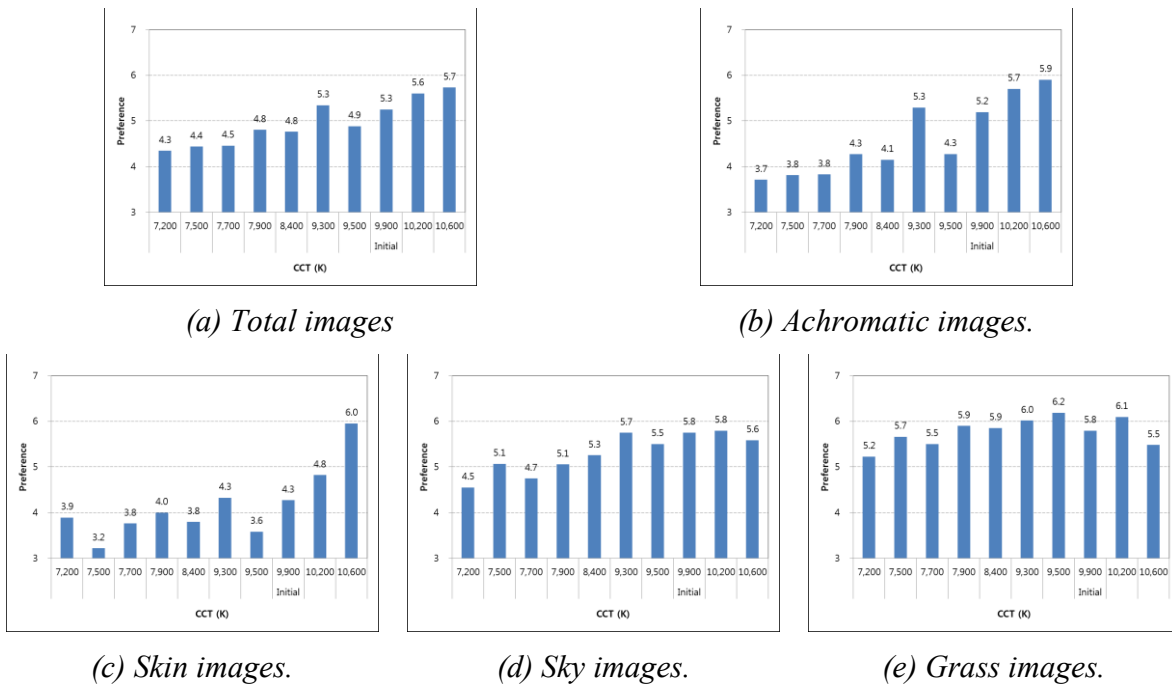 7
6
5
4
3
Preference
4.3 4.4 4.5 4.8 4.8 5.3 4.9 5.3 5.6 5.7
7,200 7,500 7,700 7,900 8,400 9,300 9,500 9,900 10,200 10,600
Initial
CCT (K)
(a) Total images
7
6
5
4
3
Preference
3.7 3.8 3.8 4.3 4.1 5.3 4.3 5.2 5.7 5.9
7,200 7,500 7,700 7,900 8,400 9,300 9,500 9,900 10,200 10,600
Initial
CCT (K)
(b) Achromatic images.
7
6
5
4
3
Preference
3.9 3.2 3.8 4.0 3.8 4.3 3.6 4.3 4.8 6.0
7,200 7,500 7,700 7,900 8,400 9,300 9,500 9,900 10,200 10,600
Initial
CCT (K)
(c) Skin images.
7
6
5
4
3
Preference
4.5 5.1 4.7 5.1 5.3 5.7 5.5 5.8 5.8 5.6
7,200 7,500 7,700 7,900 8,400 9,300 9,500 9,900 10,200 10,600
Initial
CCT (K)
(d) Sky images.
7
6
5
4
3
Preference
5.2 5.7 5.5 5.9 5.9 6.0 6.2 5.8 6.1 5.5
7,200 7,500 7,700 7,900 8,400 9,300 9,500 9,900 10,200 10,600
Initial
CCT (K)
(e) Grass images.